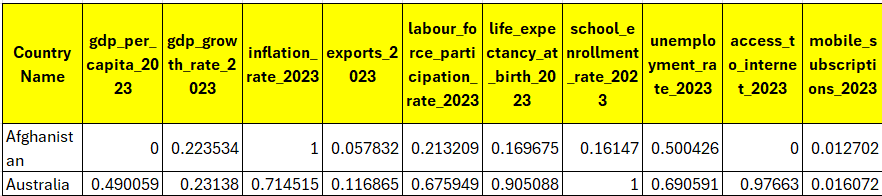 Country Name gdp_per_capita_2023 gdp_growth_rate_2023 inflation_rate_2023 exports_2023 labour_force_participation_rate_2023 life_expectancy_at_birth_2023 school_enrollment_rate_2023 unemployment_rate_2023 access_to_internet_2023 mobile_subscriptions_2023
Afghanistan 0 0.223534 1 0.057832 0.213209 0.169675 0.16147 0.500426 0 0.012702
Australia 0.490059 0.23138 0.714515 0.116865 0.675949 0.905088 1 0.690591 0.97663 0.016072